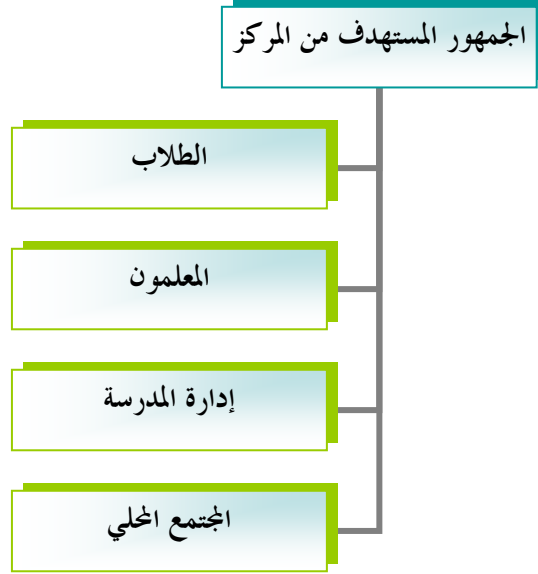 الجمهور المستهدف من المركز
الطلاب
المعلمون
إدارة المدرسة
المجتمع المحلي